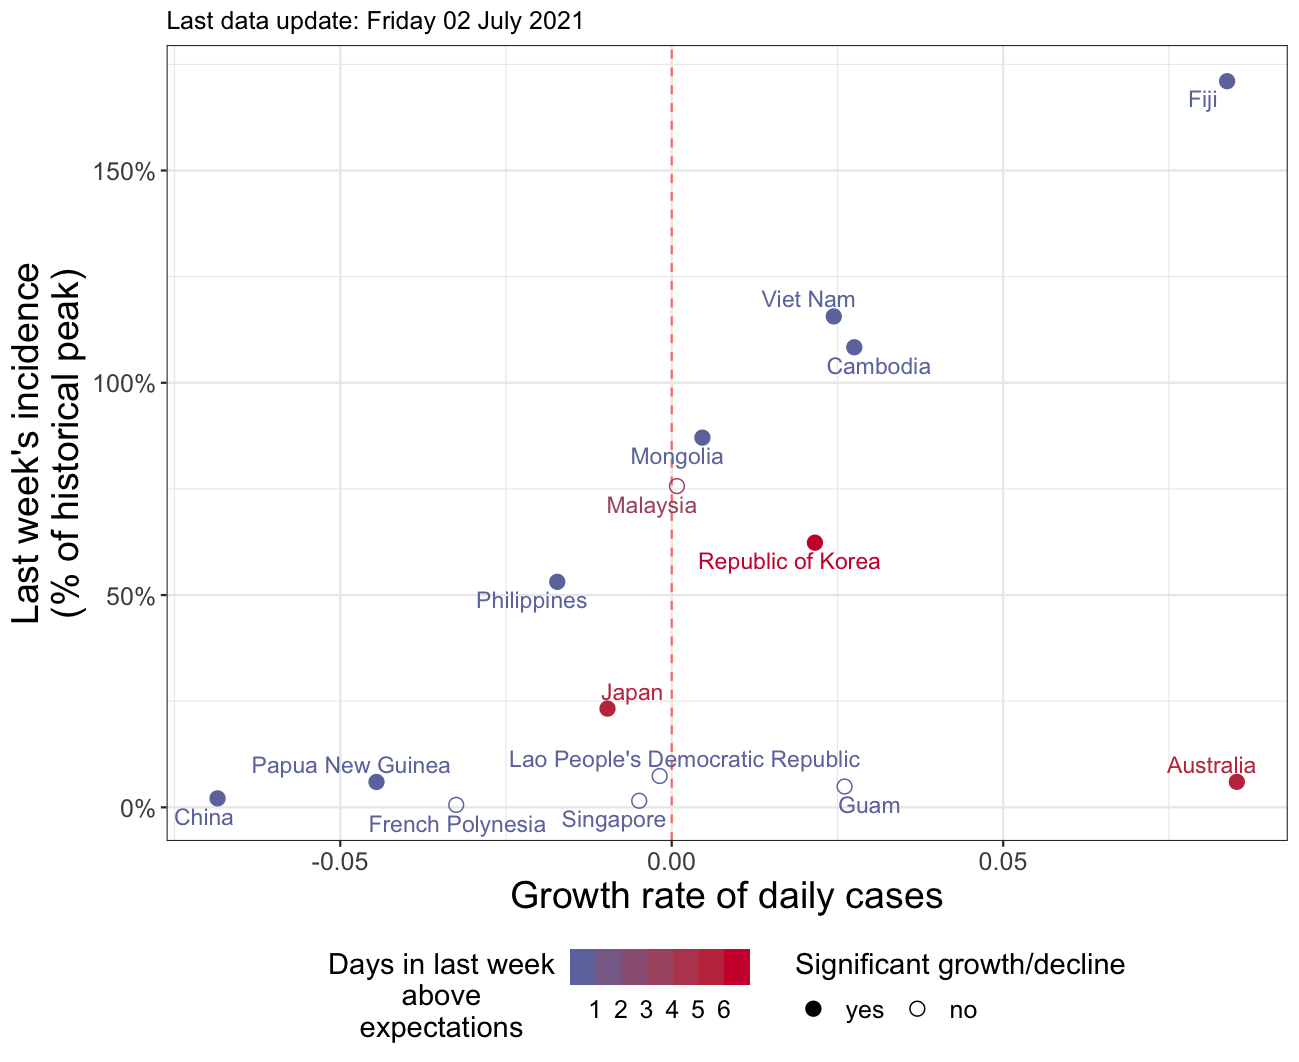 Last data update: Friday 02 July 2021
Fiji
150%
Viet Nam
Cambodia
100%
Mongolia
Malaysia
Republic of Korea
50%
Philippines
Japan
Lao People's Democratic Republic
Papua New Guinea
Australia
0%
China
Guam
French Polynesia
Singapore
Last week's incidence
(% of historical peak)
-0.05 0.00 0.05
Growth rate of daily cases
Days in last week
above
expectations
1 2 3 4 5 6
Significant growth/decline
yes no